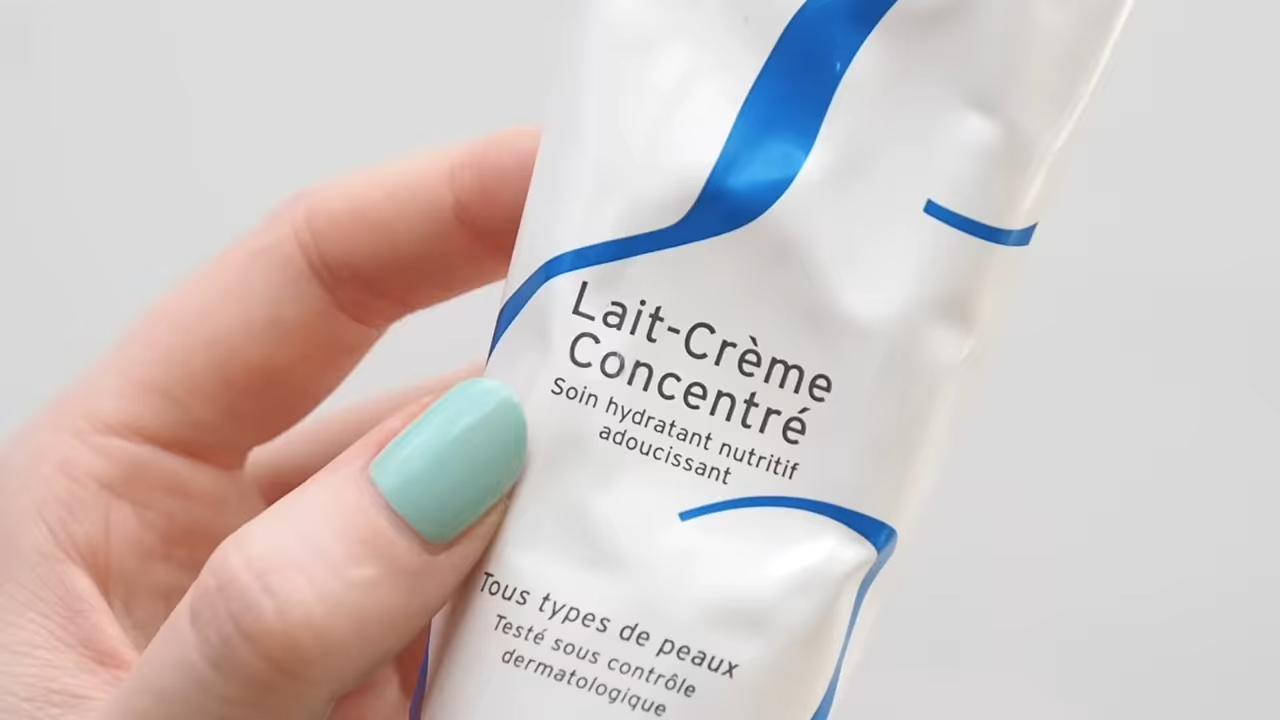 Lait-Crème
Concentré
Soin hydratant nutritif
adoucissant
Tous types de peaux
Testé sous contrôle
dermatologique